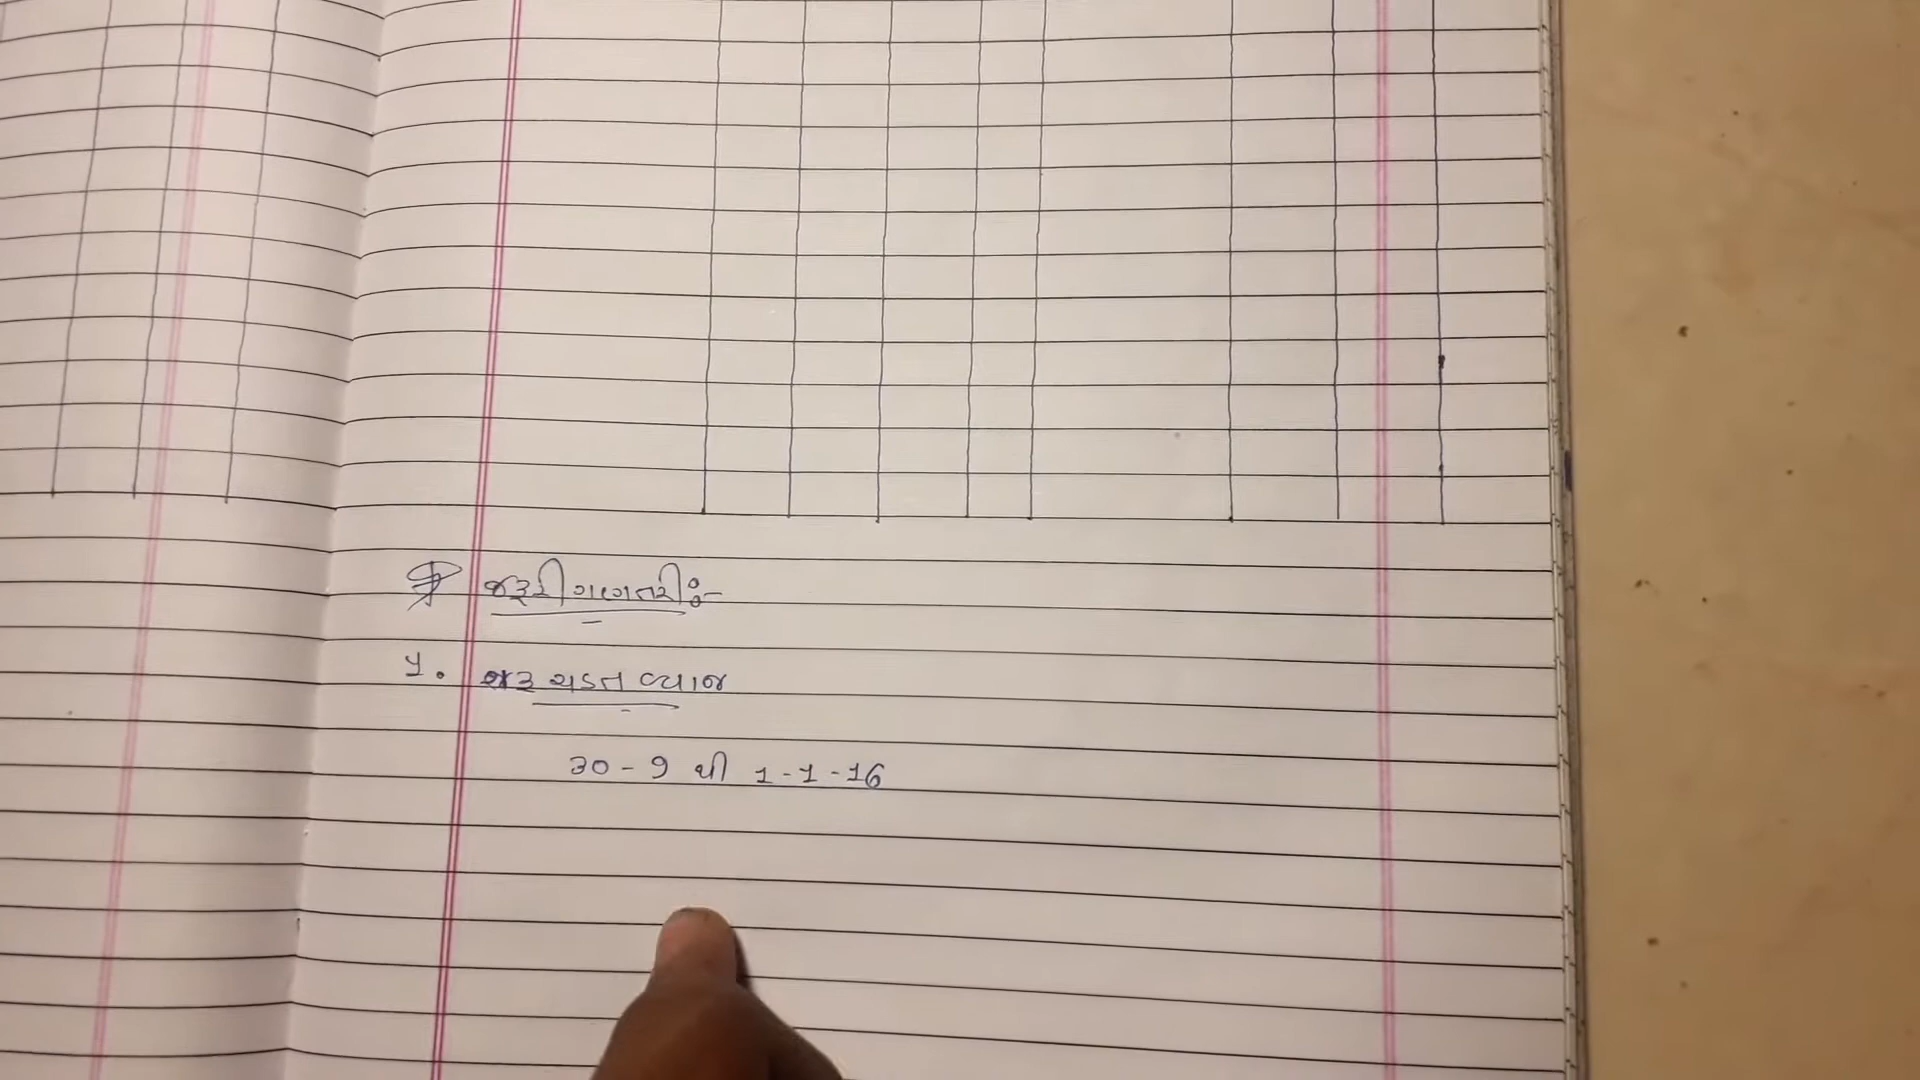 જરૂરી ગણતરી :-
૧. ચડત વ્યાજ
30 - 9 થી 1 - 1 - 16